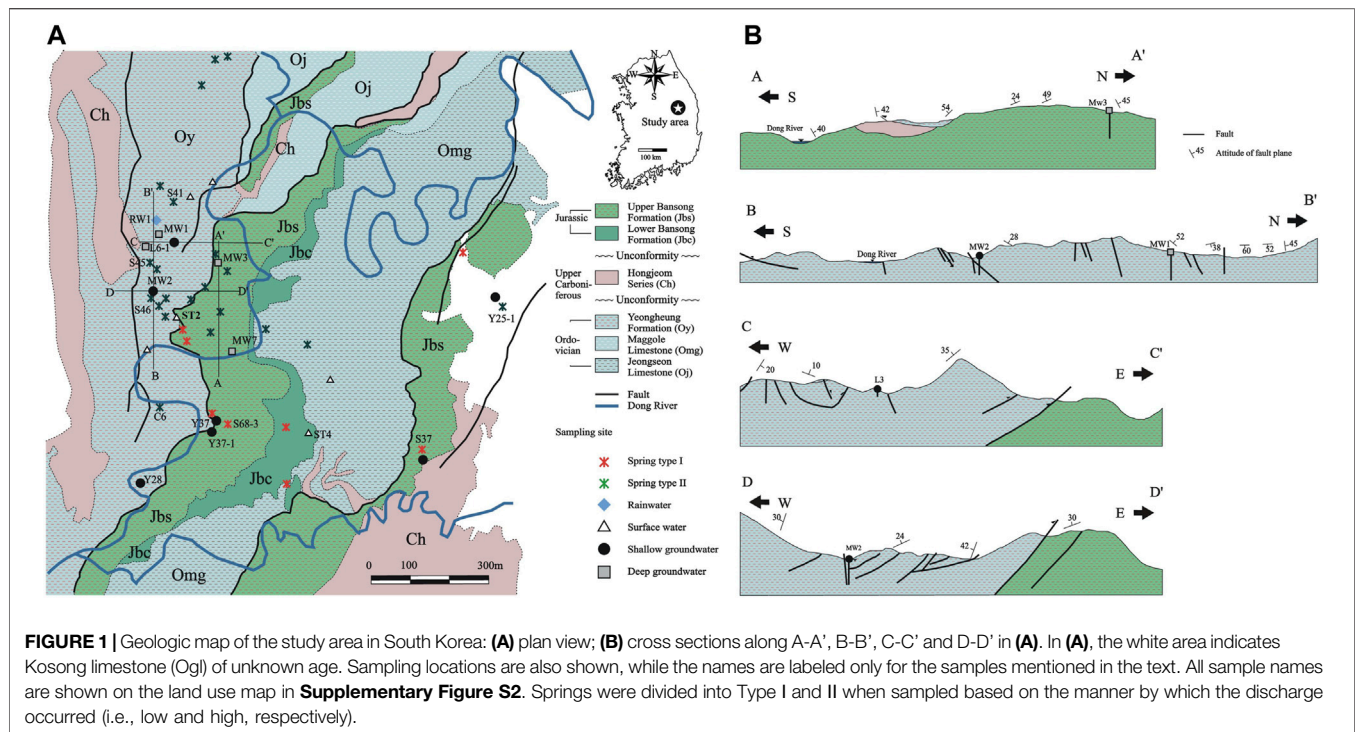 A
B
Oj
Oj
Jbs
Ch
Oy
Ch
Omg
N
W
E
S
Study area
100 km
B'
S41
RW1
MW1
C
L6-1
C'
A'
MW3
S45
MW2
D
D'
S46
ST2
MW7
B
A
Jbs
Jbc
Jbs
Y25-1
C6
Y37
S68-3
Y37-1
ST4
S37
Y28
Jbc
Jbs
Jbc
Omg
Ch
0 100 300m
Jurassic
Upper Bansong
Formation (Jbs)
Lower Bansong
Formation (Jbc)
Unconformity
Upper
Carboni-
ferous
Hongjeom
Series (Ch)
Unconformity
Ordo-
vician
Yeongheung
Formation (Oy)
Maggole
Limestone (Omg)
Jeongseon
Limestone (Oj)
Fault
Dong River
Sampling site
Spring type I
Spring type II
Rainwater
Surface water
Shallow groundwater
Deep groundwater
A
S
N
A'
Dong River
40
42
54
24
49
Mw3
45
Fault
45
Attitude of fault plane
B
S
N
B'
Dong River
MW2
28
MW1
52
38
60
52
45
C
W
E
C'
20
10
L3
35
D
W
E
D'
30
MW2
24
42
30
FIGURE 1 | Geologic map of the study area in South Korea: (A) plan view; (B) cross sections along A-A’, B-B’, C-C’ and D-D’ in (A). In (A), the white area indicates
Kosong limestone (Ogl) of unknown age. Sampling locations are also shown, while the names are labeled only for the samples mentioned in the text. All sample names
are shown on the land use map in Supplementary Figure S2. Springs were divided into Type I and II when sampled based on the manner by which the discharge
occurred (i.e., low and high, respectively).